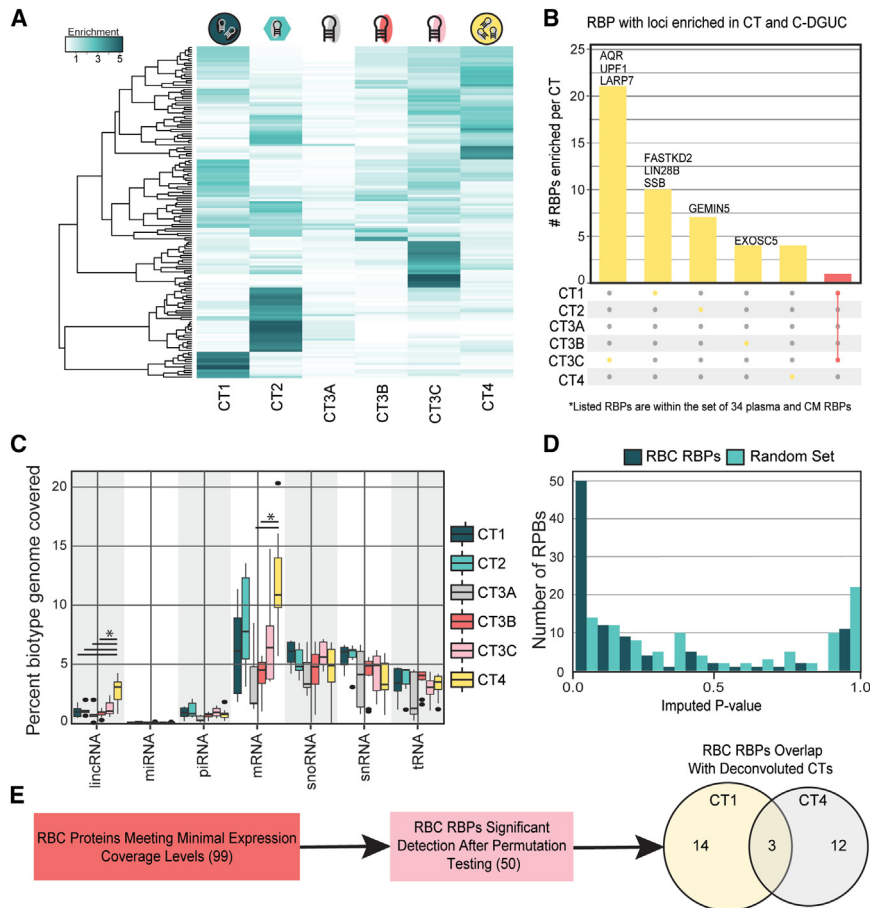 A
Enrichment
1 3 5
CT1
CT2
CT3A
CT3B
CT3C
CT4
B
RBP with loci enriched in CT and C-DGUC
# RBPs enriched per CT
25
20
15
10
5
0
AQR
UPF1
LARP7
FASTKD2
LIN28B
SSB
GEMIN5
EXOSC5
CT1
CT2
CT3A
CT3B
CT3C
CT4
*Listed RBPs are within the set of 34 plasma and CM RBPs
C
Percent biotype genome covered
20
15
10
5
0
*
*
lincRNA
miRNA
piRNA
mRNA
snoRNA
snRNA
tRNA
CT1
CT2
CT3A
CT3B
CT3C
CT4
D
RBC RBPs Random Set
Number of RPBs
50
40
30
20
10
0
0.0 0.5 1.0
Imputed P-value
E
RBC Proteins Meeting Minimal Expression
Coverage Levels (99)
RBC RBPs Significant
Detection After Permutation
Testing (50)
RBC RBPs Overlap
With Deconvoluted CTs
CT1 CT4
14 3 12